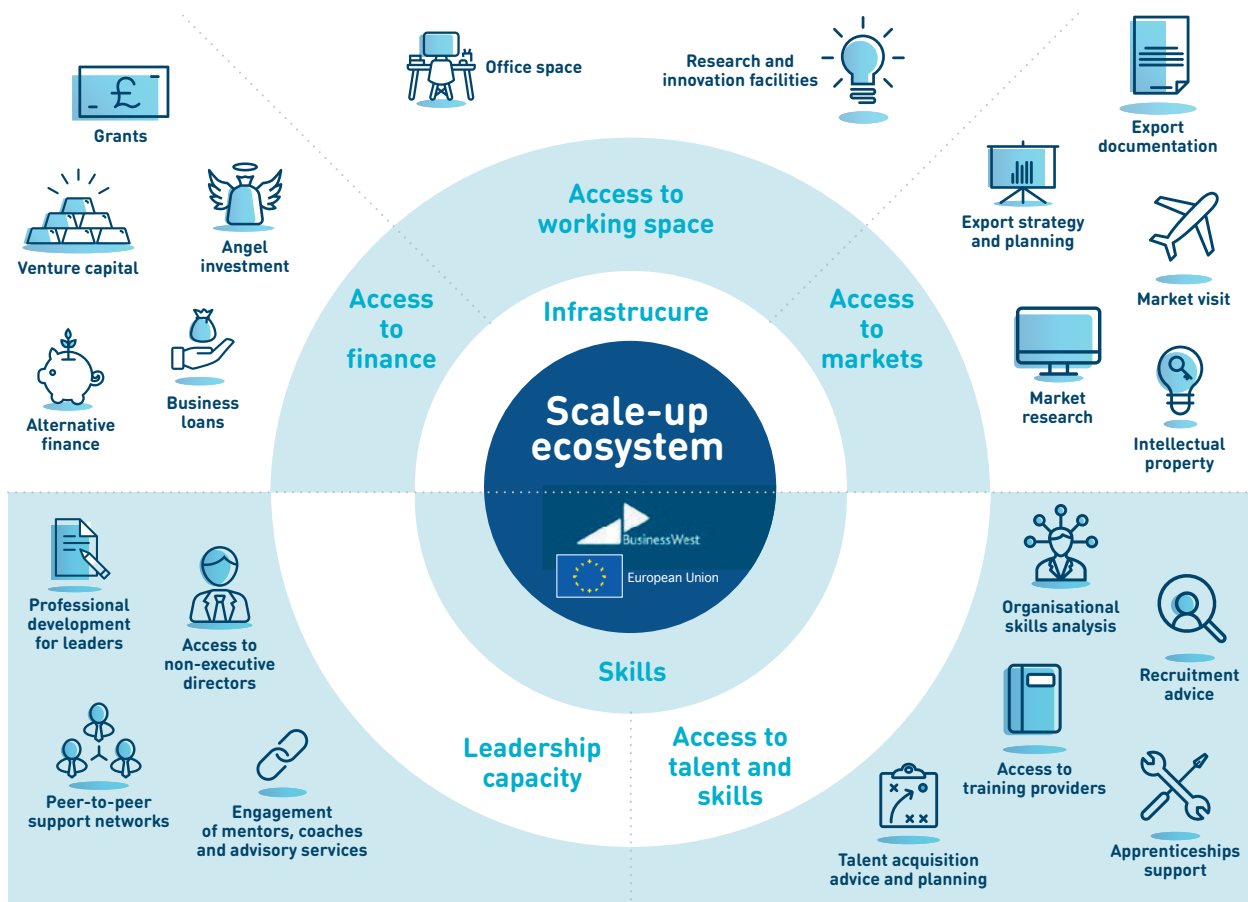 Office space
Research and
innovation facilities
£
Grants
Venture capital
Angel
investment
Alternative
finance
Business
loans
Export
documentation
Export strategy
and planning
Market visit
Market
research
Intellectual
property
Access to
working space
Access
to
finance
Access
to
markets
Infrastrucure
Scale-up
ecosystem
BusinessWest
European Union
Skills
Leadership
capacity
Access to
talent and
skills
Professional
development
for leaders
Access to
non-executive
directors
Peer-to-peer
support networks
Engagement
of mentors, coaches
and advisory services
Organisational
skills analysis
Recruitment
advice
Access to
training providers
Talent acquisition
advice and planning
Apprenticeships
support